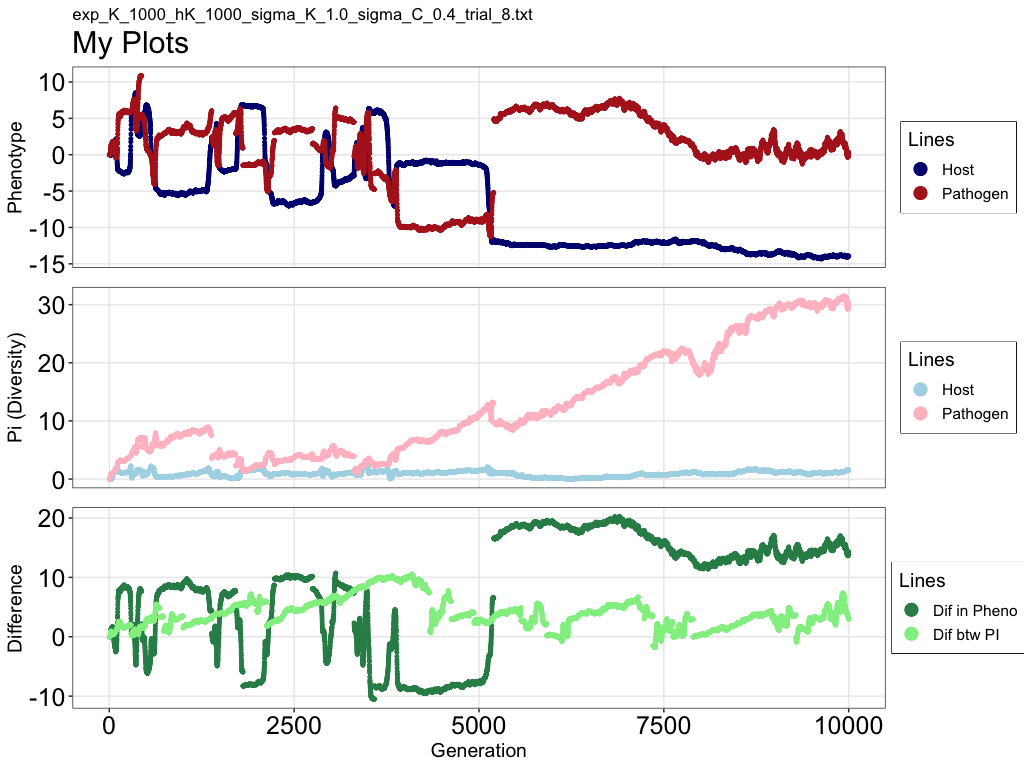 exp_K_1000_hK_1000_sigma_K_1.0_sigma_C_0.4_trial_8.txt
My Plots
Phenotype
10
5
0
-5
-10
-15
Lines
Host
Pathogen
Pi (Diversity)
30
20
10
0
Lines
Host
Pathogen
Difference
20
10
0
-10
Lines
Dif in Pheno
Dif btw PI
0 2500 5000 7500 10000
Generation